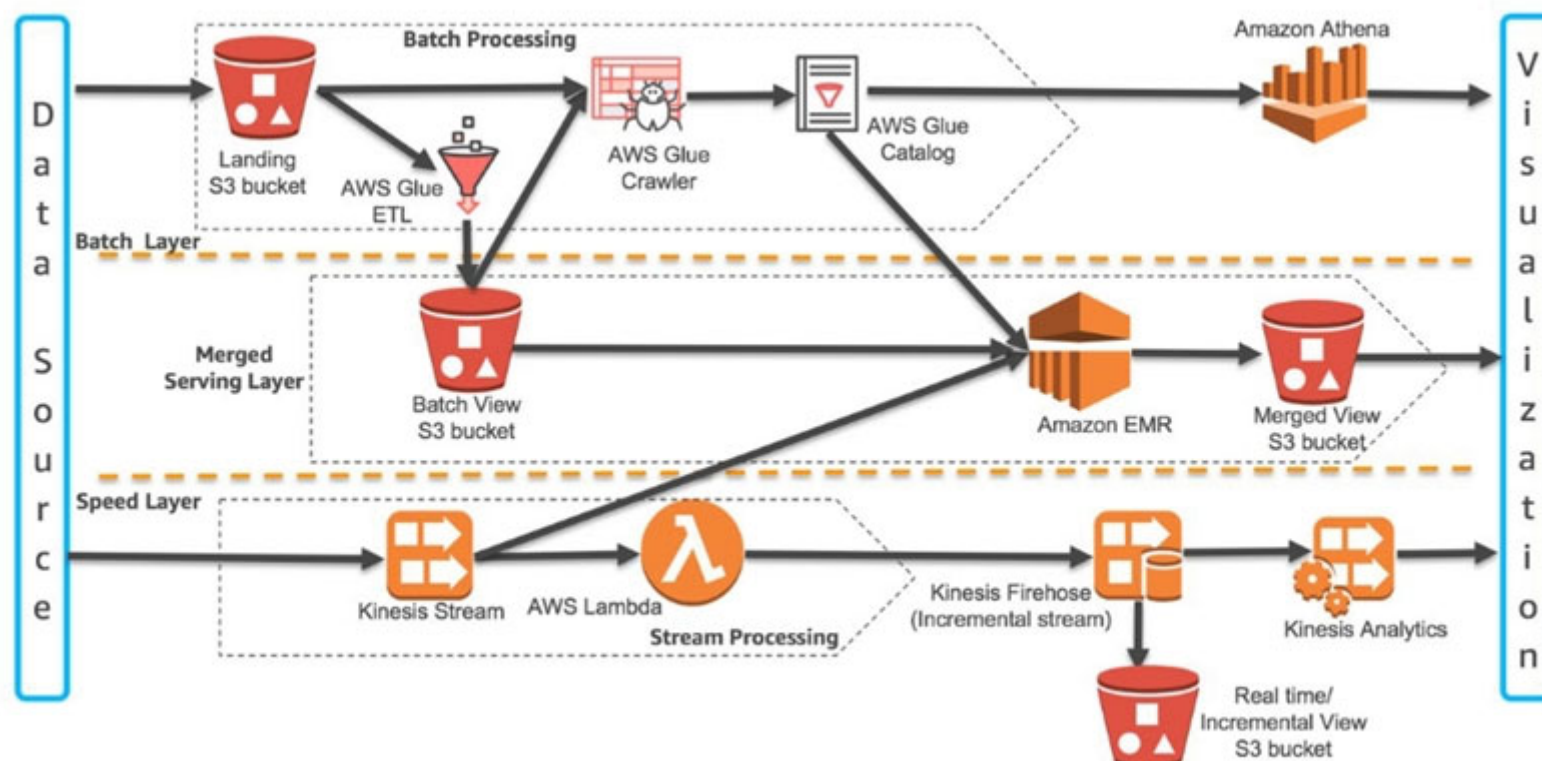 Data Source
Batch Processing
Landing
S3 bucket
AWS Glue
ETL
AWS Glue
Crawler
AWS Glue
Catalog
Amazon Athena
Visualization
Batch Layer
Merged
Serving Layer
Batch View
S3 bucket
Amazon EMR
Merged View
S3 bucket
Speed Layer
Kinesis Stream
AWS Lambda
Stream Processing
Kinesis Firehose
(Incremental stream)
Kinesis Analytics
Real time/
Incremental View
S3 bucket